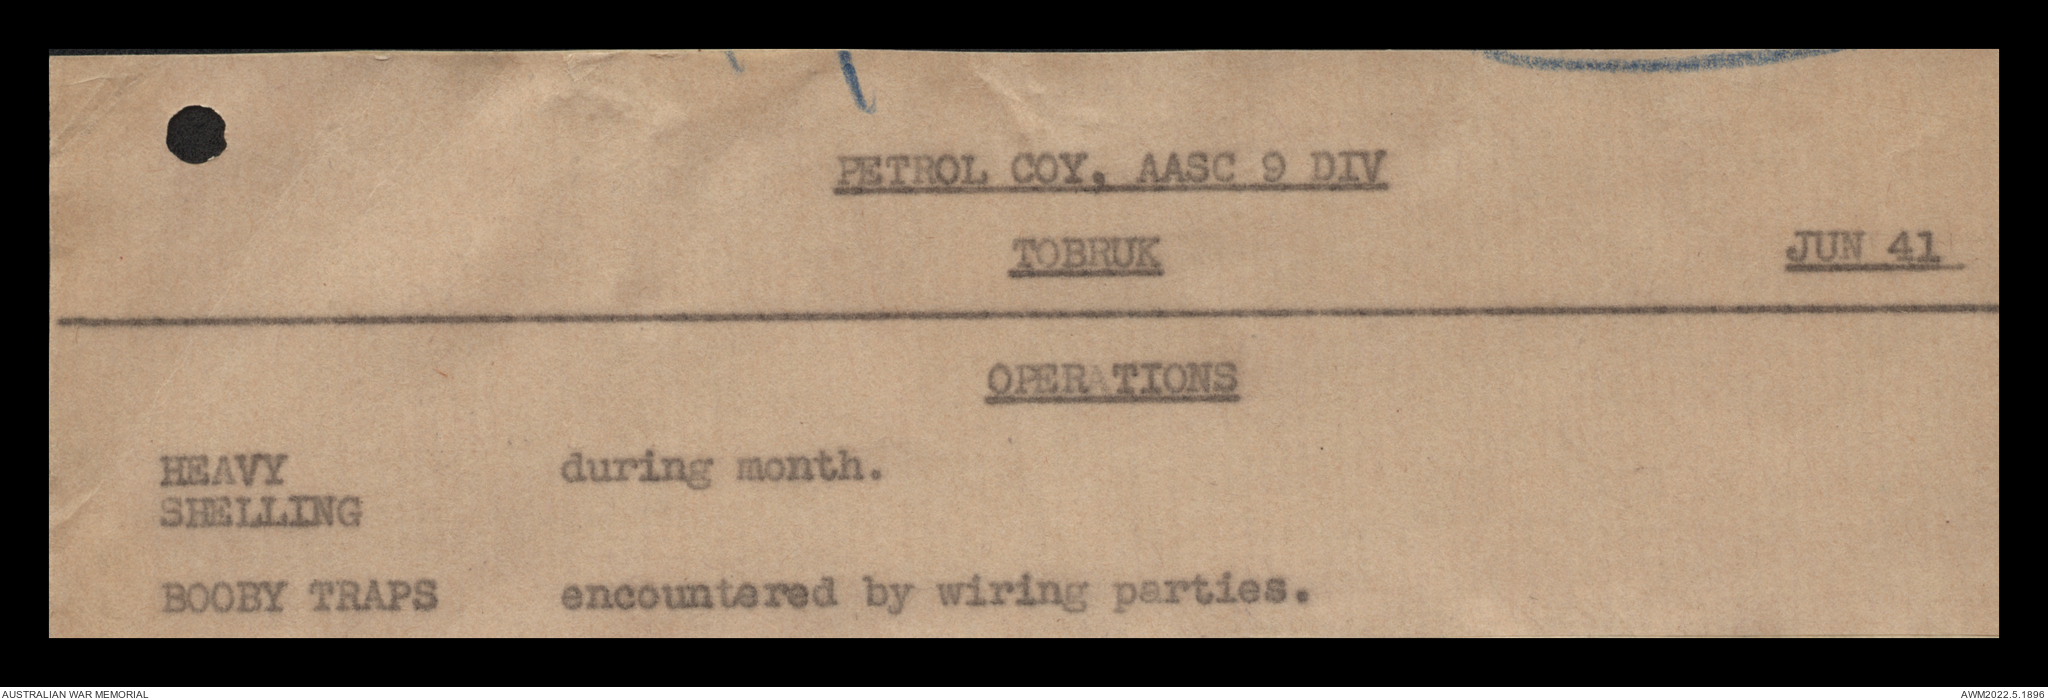 PETROL COY, AASC 9 DIV
TOBRUK
JUN 41
OPERATIONS
HEAVY during month.
SHELLING
BOOBY TRAPS encountered by wiring parties.
AUSTRALIAN WAR MEMORIAL
AWM2022.5.1896